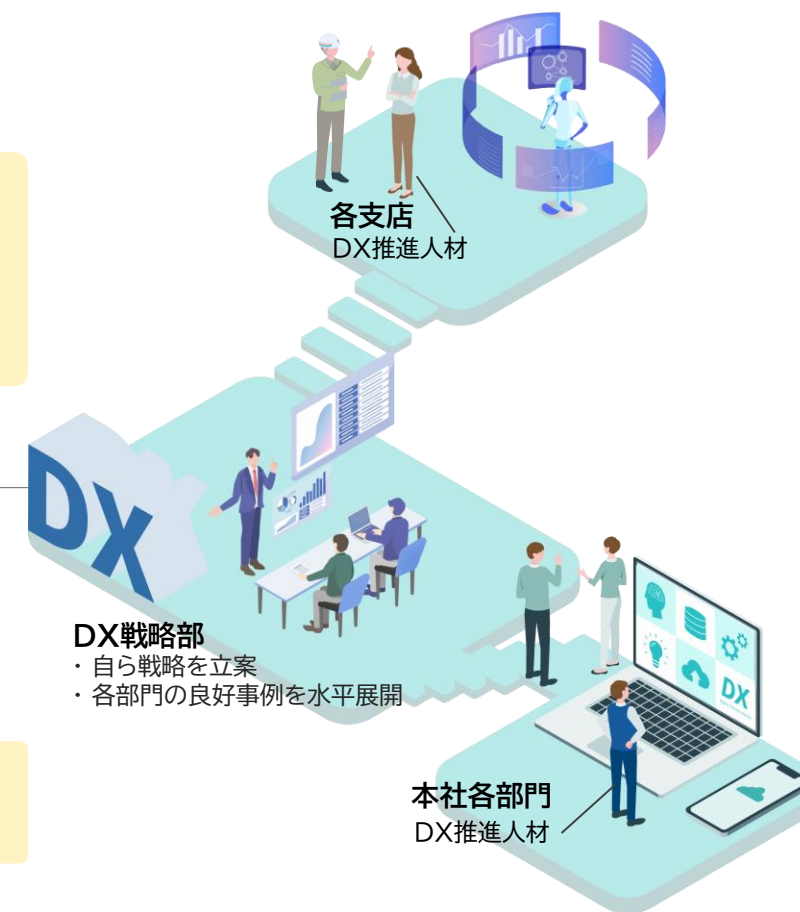 各支店
DX推進人材
DX
DX戦略部
・ 自ら戦略を立案
・ 各部門の良好事例を水平展開
DX
本社各部門
DX推進人材